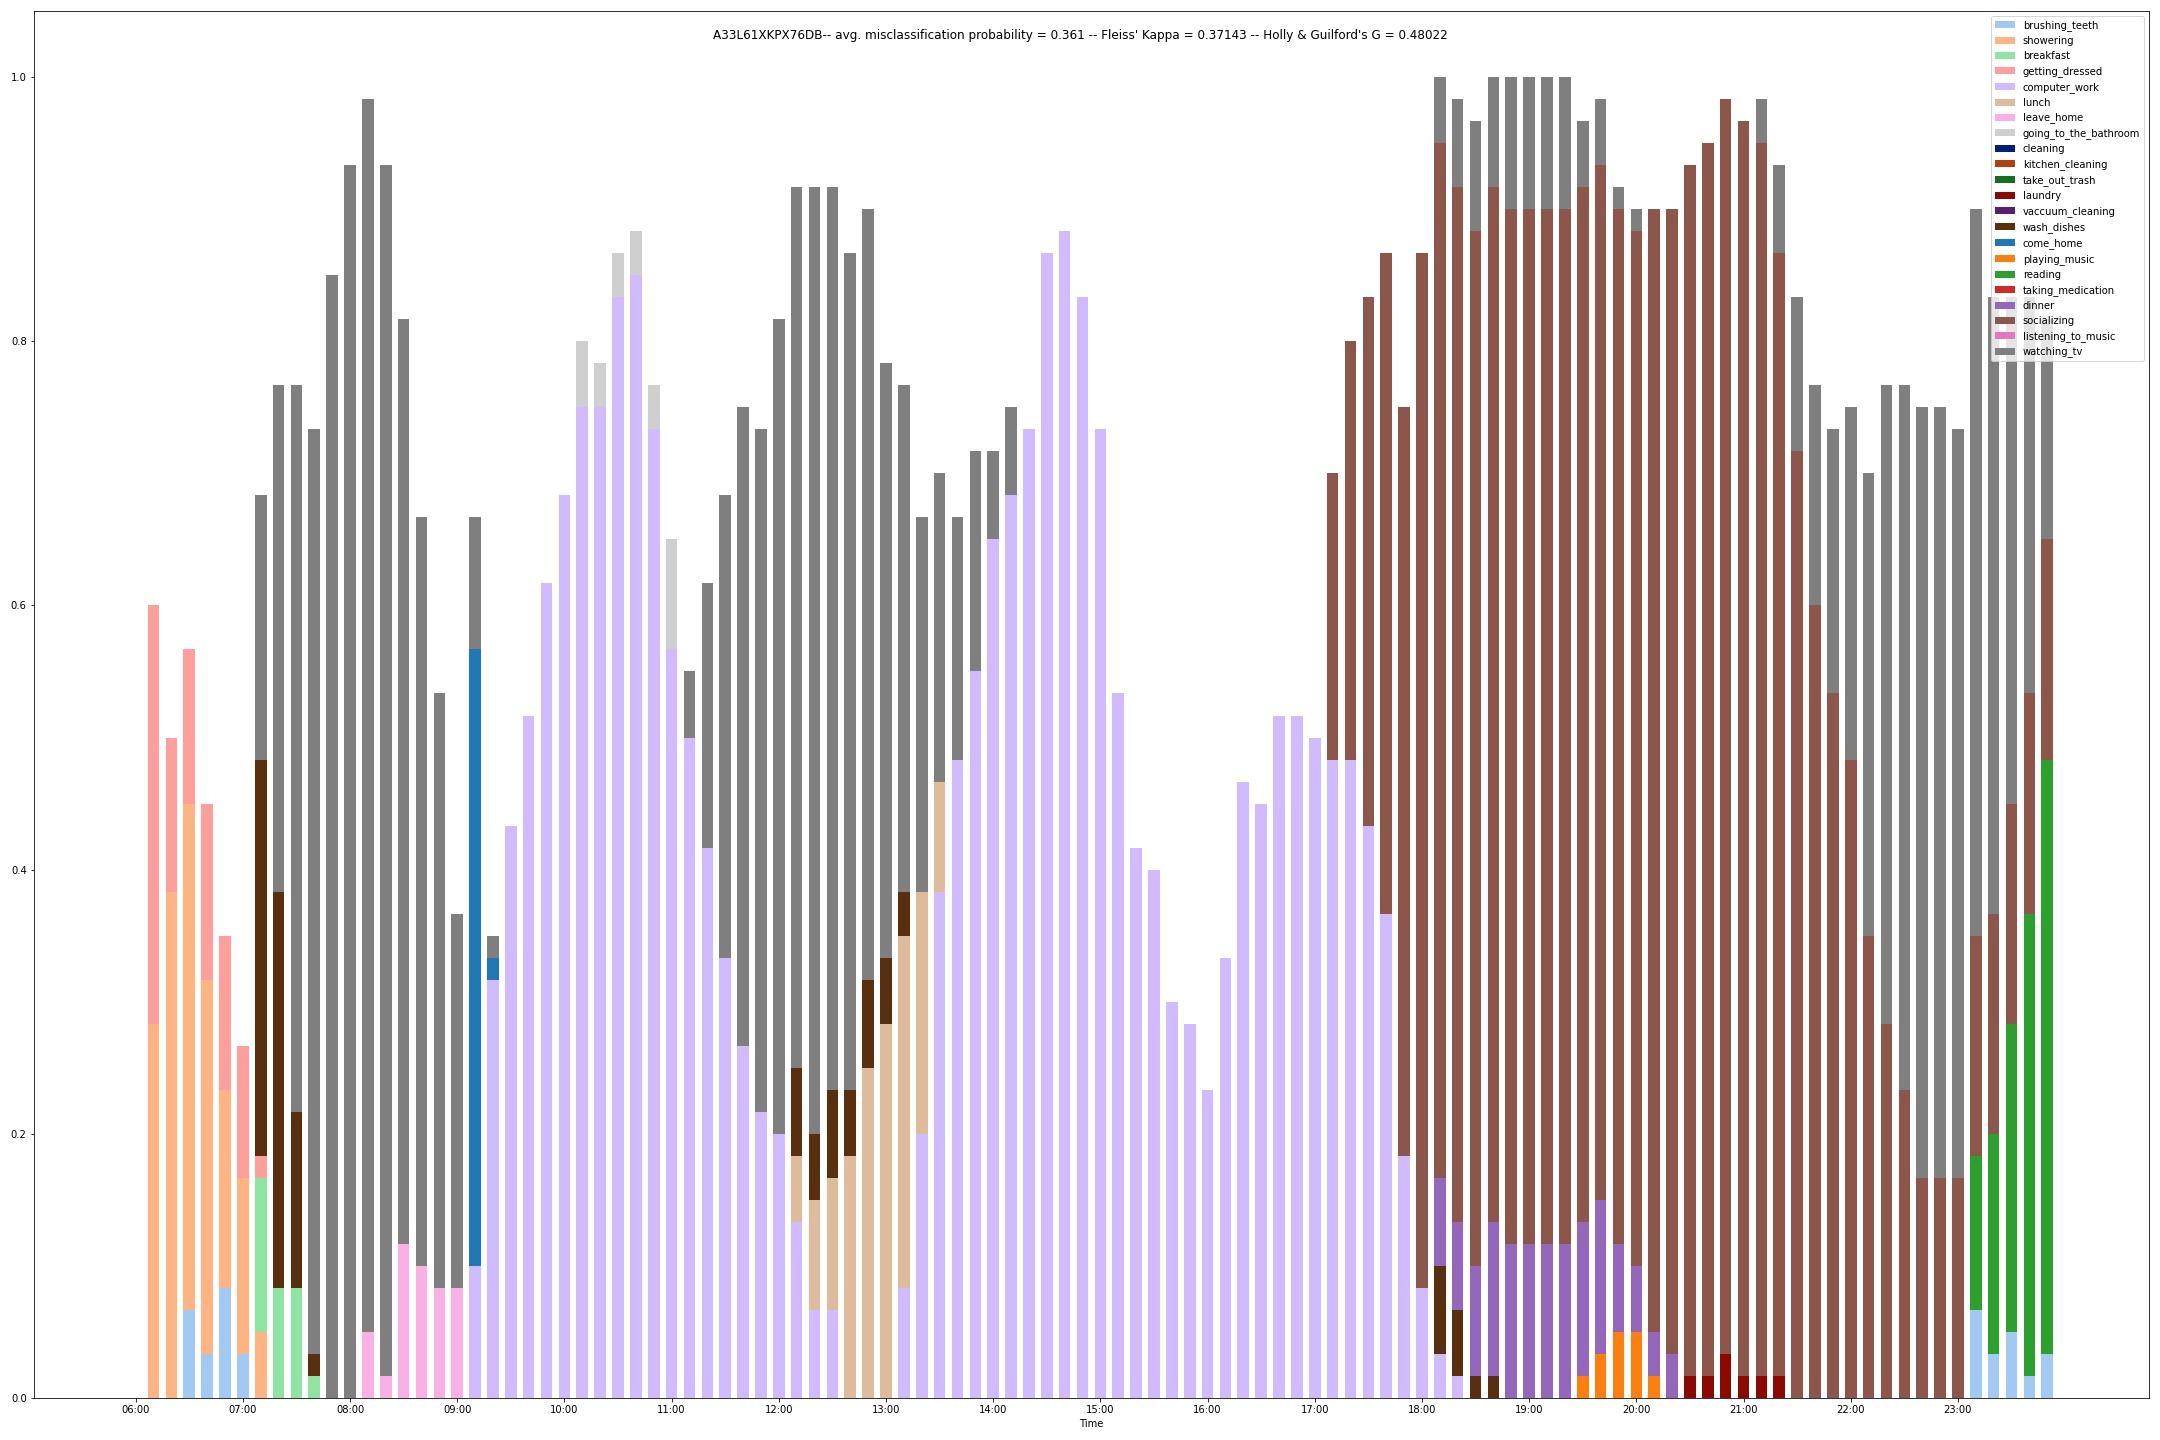 A33L61XKPX76DB-- avg. misclassification probability = 0.361 -- Fleiss' Kappa = 0.37143 -- Holly & Guilford's G = 0.48022
brushing_teeth
showering
breakfast
getting_dressed
computer_work
lunch
leave_home
going_to_the_bathroom
cleaning
kitchen_cleaning
take_out_trash
laundry
vaccuum_cleaning
wash_dishes
come_home
playing_music
reading
taking_medication
dinner
socializing
listening_to_music
watching_tv
1.0
0.8
0.6
0.4
0.2
0.0
06:00 07:00 08:00 09:00 10:00 11:00 12:00 13:00 14:00 15:00 16:00 17:00 18:00 19:00 20:00 21:00 22:00 23:00
Time